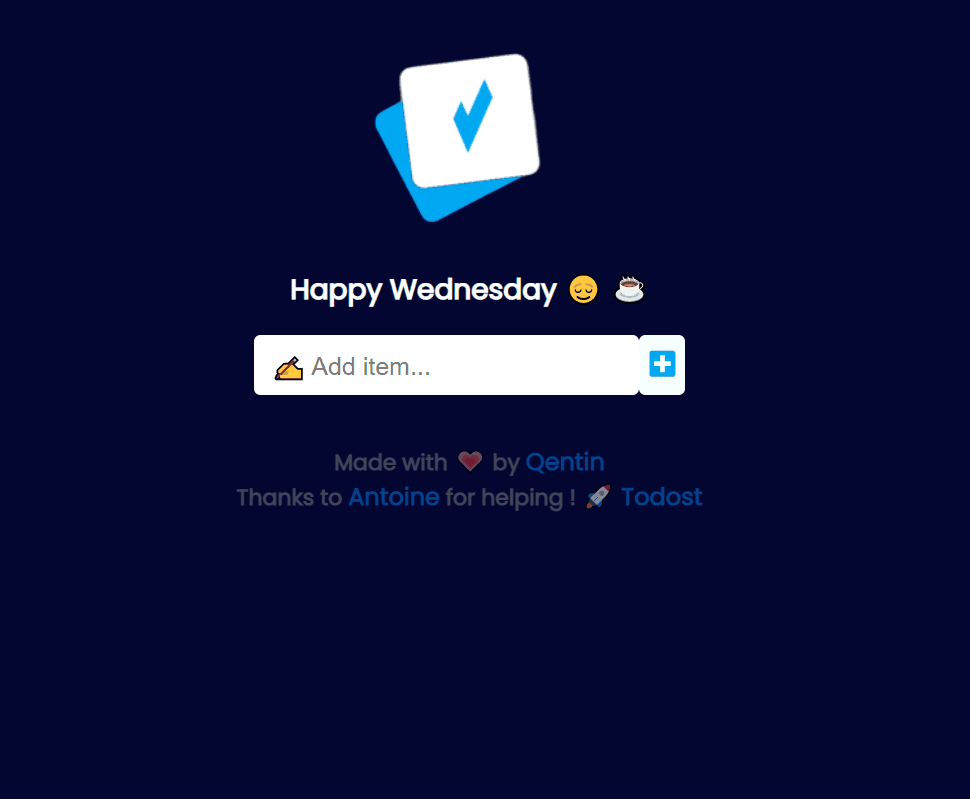 Happy Wednesday 😌 ☕
✍ Add item...
Made with ❤ by Qentin
Thanks to Antoine for helping ! 🚀 Todost